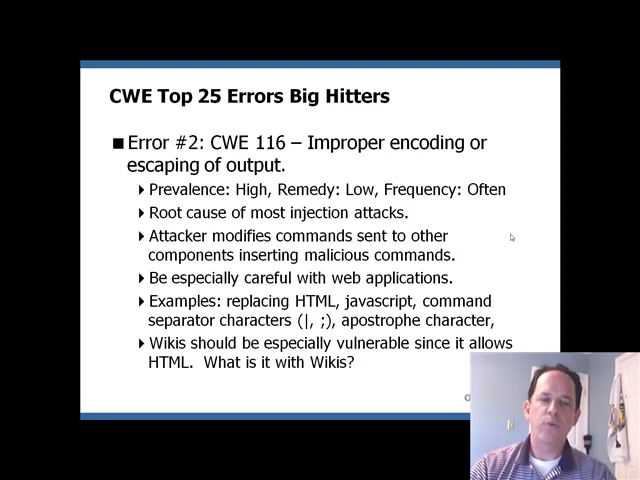 CWE Top 25 Errors Big Hitters
Error #2: CWE 116 – Improper encoding or
escaping of output.
Prevalence: High, Remedy: Low, Frequency: Often
Root cause of most injection attacks.
Attacker modifies commands sent to other
components inserting malicious commands.
Be especially careful with web applications.
Examples: replacing HTML, javascript, command
separator characters (|, ;), apostrophe character,
Wikis should be especially vulnerable since it allows
HTML. What is it with Wikis?